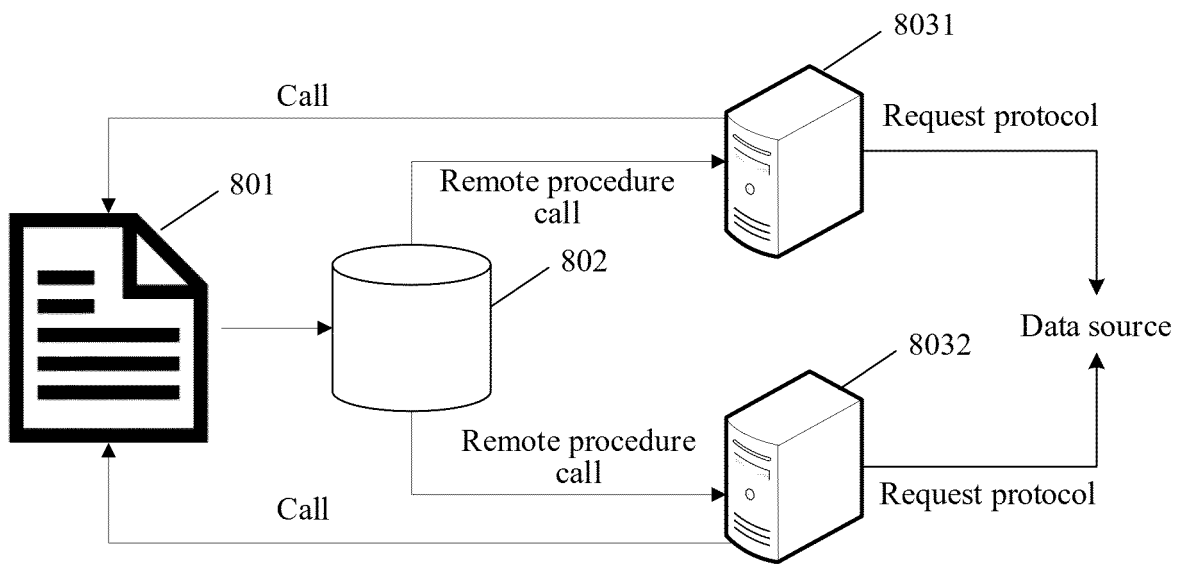 8031
Call
Request protocol
Remote procedure
call
801
802
Data source
8032
Remote procedure
call
Request protocol
Call